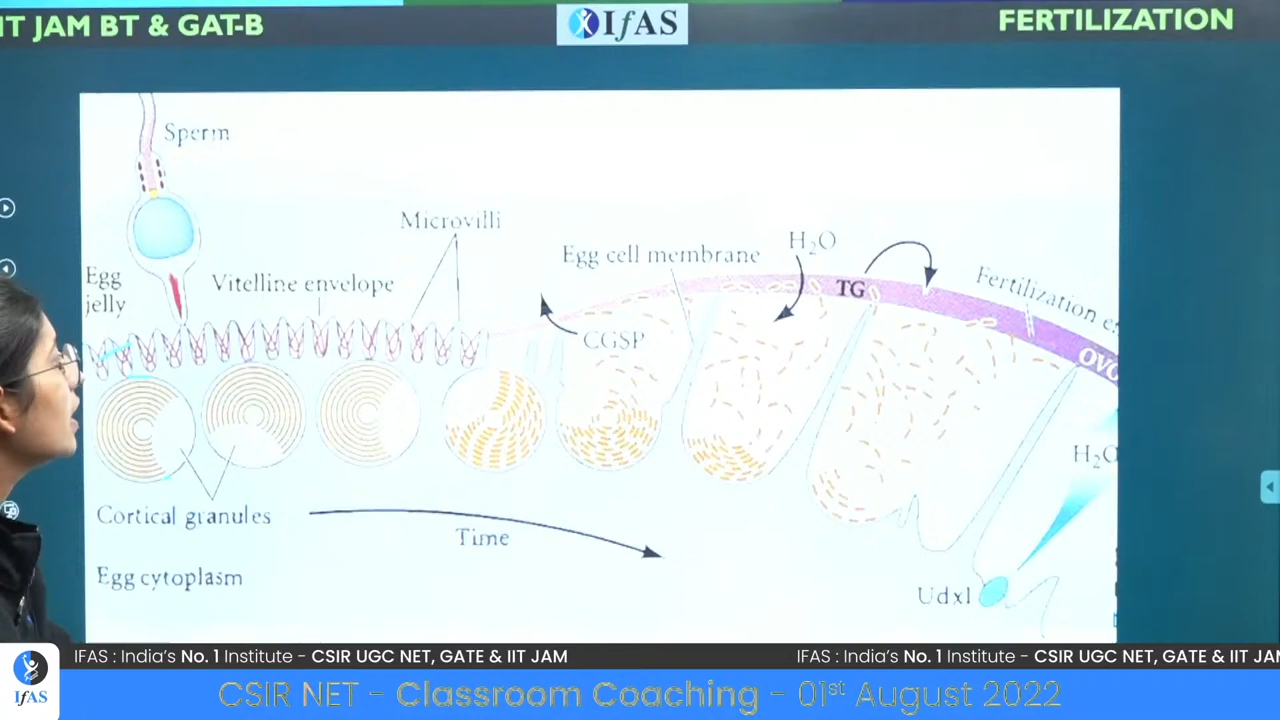 IIT JAM BT & GAT-B
IfAS
FERTILIZATION
Sperm
Microvilli
Egg cell membrane
H₂O
Egg
jelly
Vitelline envelope
TG
Fertilization
CGSP
OVO
H₂O
Cortical granules
Time
Egg cytoplasm
Udx1
IFAS : India's No. 1 Institute - CSIR UGC NET, GATE & IIT JAM
IFAS : India's No. 1 Institute - CSIR UGC NET, GATE & IIT JAM
IfAS
CSIR NET - Classroom Coaching - 01st August 2022